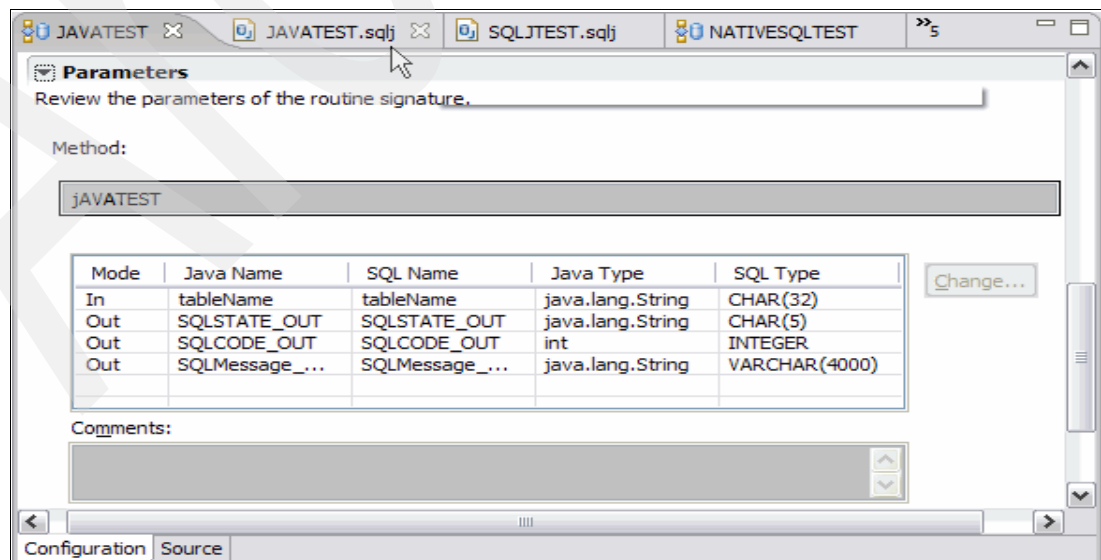 JAVATEST JAVATEST.sqlj SQLJTEST.sqlj NATIVESQLTEST »5
Parameters
Review the parameters of the routine signature.
Method:
jAVATEST
Mode Java Name SQL Name Java Type SQL Type
In tableName tableName java.lang.String CHAR(32)
Out SQLSTATE_OUT SQLSTATE_OUT java.lang.String CHAR(5)
Out SQLCODE_OUT SQLCODE_OUT int INTEGER
Out SQLMessage_... SQLMessage_... java.lang.String VARCHAR(4000)
Change...
Comments:
Configuration Source